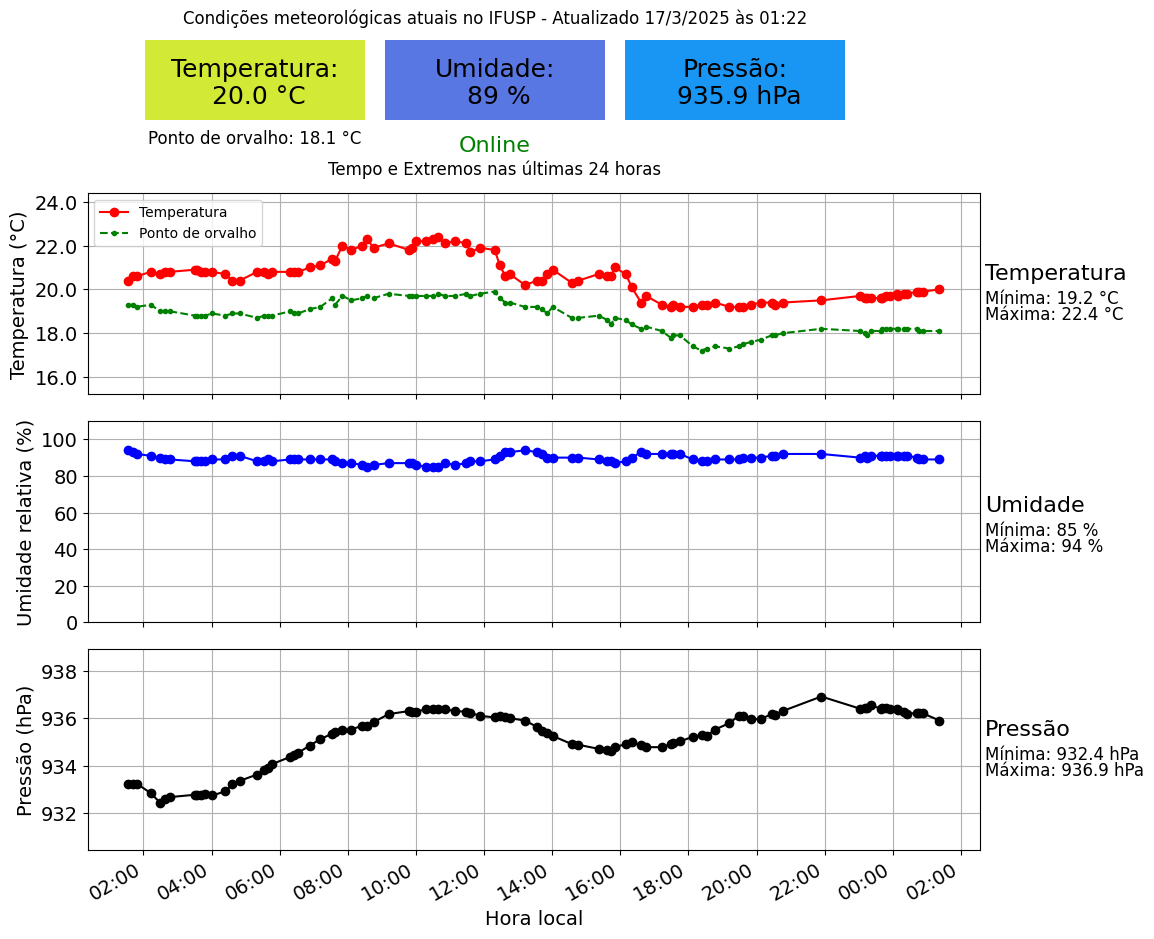 Condições meteorológicas atuais no IFUSP - Atualizado 17/3/2025 às 01:22
Temperatura:
20.0 °C
Umidade:
89 %
Pressão:
935.9 hPa
Ponto de orvalho: 18.1 °C
Online
Tempo e Extremos nas últimas 24 horas
Temperatura (°C)
24.0
22.0
20.0
18.0
16.0
Temperatura
Ponto de orvalho
Temperatura
Mínima: 19.2 °C
Máxima: 22.4 °C
Umidade relativa (%)
100
80
60
40
20
0
Umidade
Mínima: 85 %
Máxima: 94 %
Pressão (hPa)
938
936
934
932
Pressão
Mínima: 932.4 hPa
Máxima: 936.9 hPa
02:00 04:00 06:00 08:00 10:00 12:00 14:00 16:00 18:00 20:00 22:00 00:00 02:00
Hora local